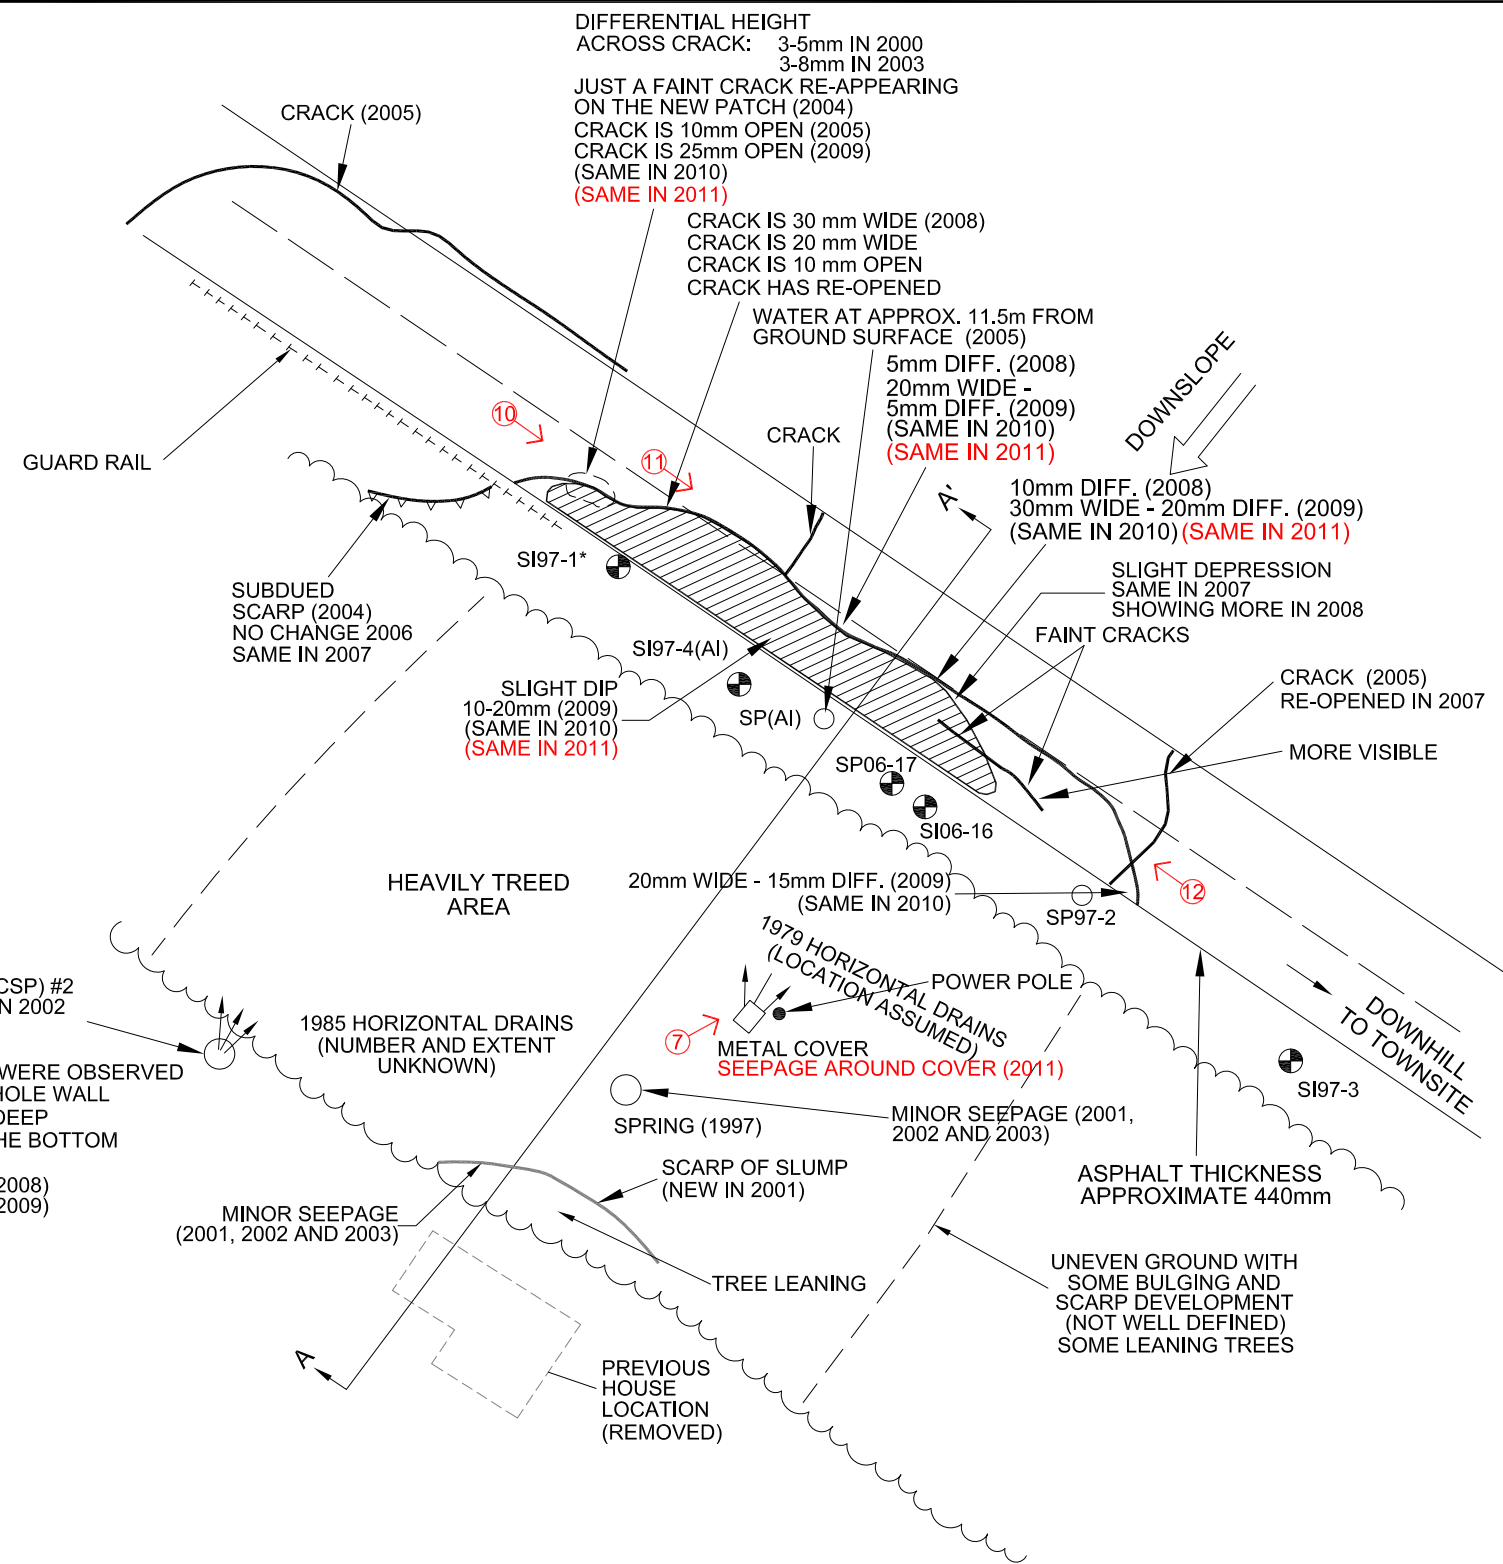 DIFFERENTIAL HEIGHT
ACROSS CRACK: 3-5mm IN 2000
3-8mm IN 2003
JUST A FAINT CRACK RE-APPEARING
ON THE NEW PATCH (2004)
CRACK IS 10mm OPEN (2005)
CRACK IS 25mm OPEN (2009)
(SAME IN 2010)
(SAME IN 2011)
CRACK (2005)
CRACK IS 30 mm WIDE (2008)
CRACK IS 20 mm WIDE
CRACK IS 10 mm OPEN
CRACK HAS RE-OPENED
WATER AT APPROX. 11.5m FROM
GROUND SURFACE (2005)
5mm DIFF. (2008)
20mm WIDE -
5mm DIFF. (2009)
(SAME IN 2010)
(SAME IN 2011)
DOWNSLOPE
10
CRACK
11
GUARD RAIL
A'
10mm DIFF. (2008)
30mm WIDE - 20mm DIFF. (2009)
(SAME IN 2010) (SAME IN 2011)
SI97-1*
SLIGHT DEPRESSION
SAME IN 2007
SHOWING MORE IN 2008
SUBDUED
SCARP (2004)
NO CHANGE 2006
SAME IN 2007
FAINT CRACKS
SI97-4(AI)
CRACK (2005)
RE-OPENED IN 2007
SLIGHT DIP
10-20mm (2009)
(SAME IN 2010)
(SAME IN 2011)
SP(AI)
MORE VISIBLE
SP06-17
SI06-16
HEAVILY TREED
AREA
20mm WIDE - 15mm DIFF. (2009)
(SAME IN 2010)
12
SP97-2
1979 HORIZONTAL DRAINS
(LOCATION ASSUMED)
POWER POLE
CSP) #2
N 2002
1985 HORIZONTAL DRAINS
(NUMBER AND EXTENT
UNKNOWN)
7
METAL COVER
SEEPAGE AROUND COVER (2011)
DOWNHILL
TO TOWNSITE
SI97-3
WERE OBSERVED
HOLE WALL
DEEP
HE BOTTOM
2008)
2009)
SPRING (1997)
MINOR SEEPAGE (2001,
2002 AND 2003)
SCARP OF SLUMP
(NEW IN 2001)
ASPHALT THICKNESS
APPROXIMATE 440mm
MINOR SEEPAGE
(2001, 2002 AND 2003)
TREE LEANING
UNEVEN GROUND WITH
SOME BULGING AND
SCARP DEVELOPMENT
(NOT WELL DEFINED)
SOME LEANING TREES
A
PREVIOUS
HOUSE
LOCATION
(REMOVED)